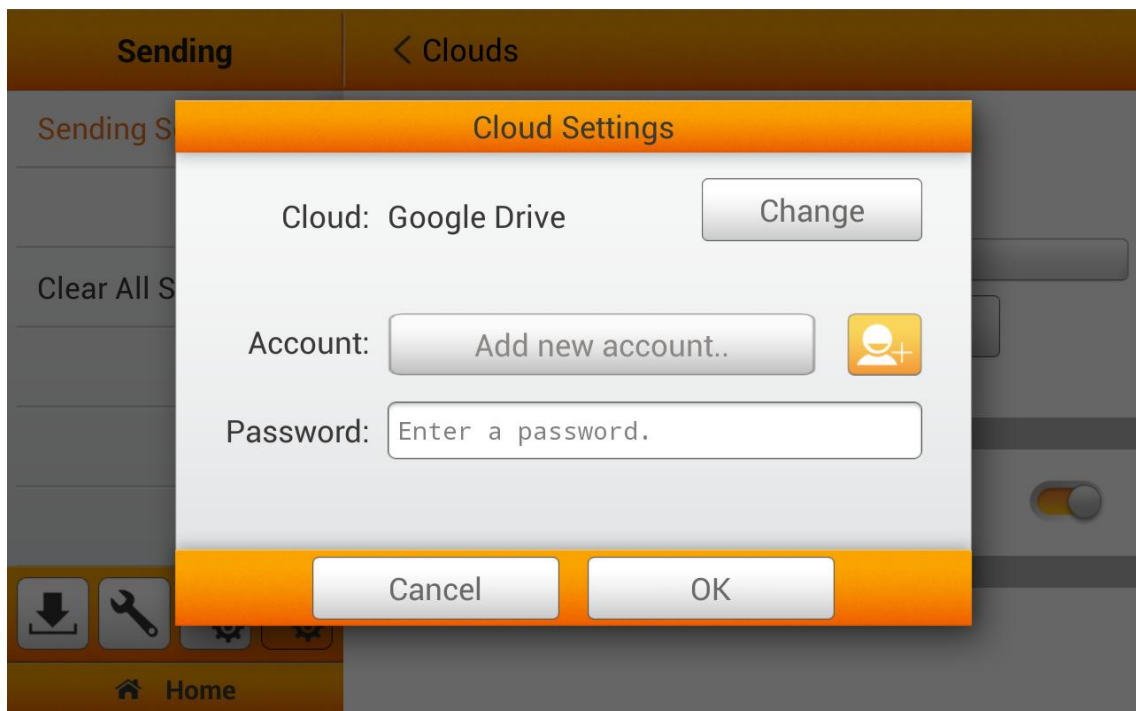 Sending
< Clouds
Sending S
Cloud Settings
Cloud: Google Drive
Change
Clear All S
Account: Add new account..
Password: Enter a password.
Cancel
OK
Home